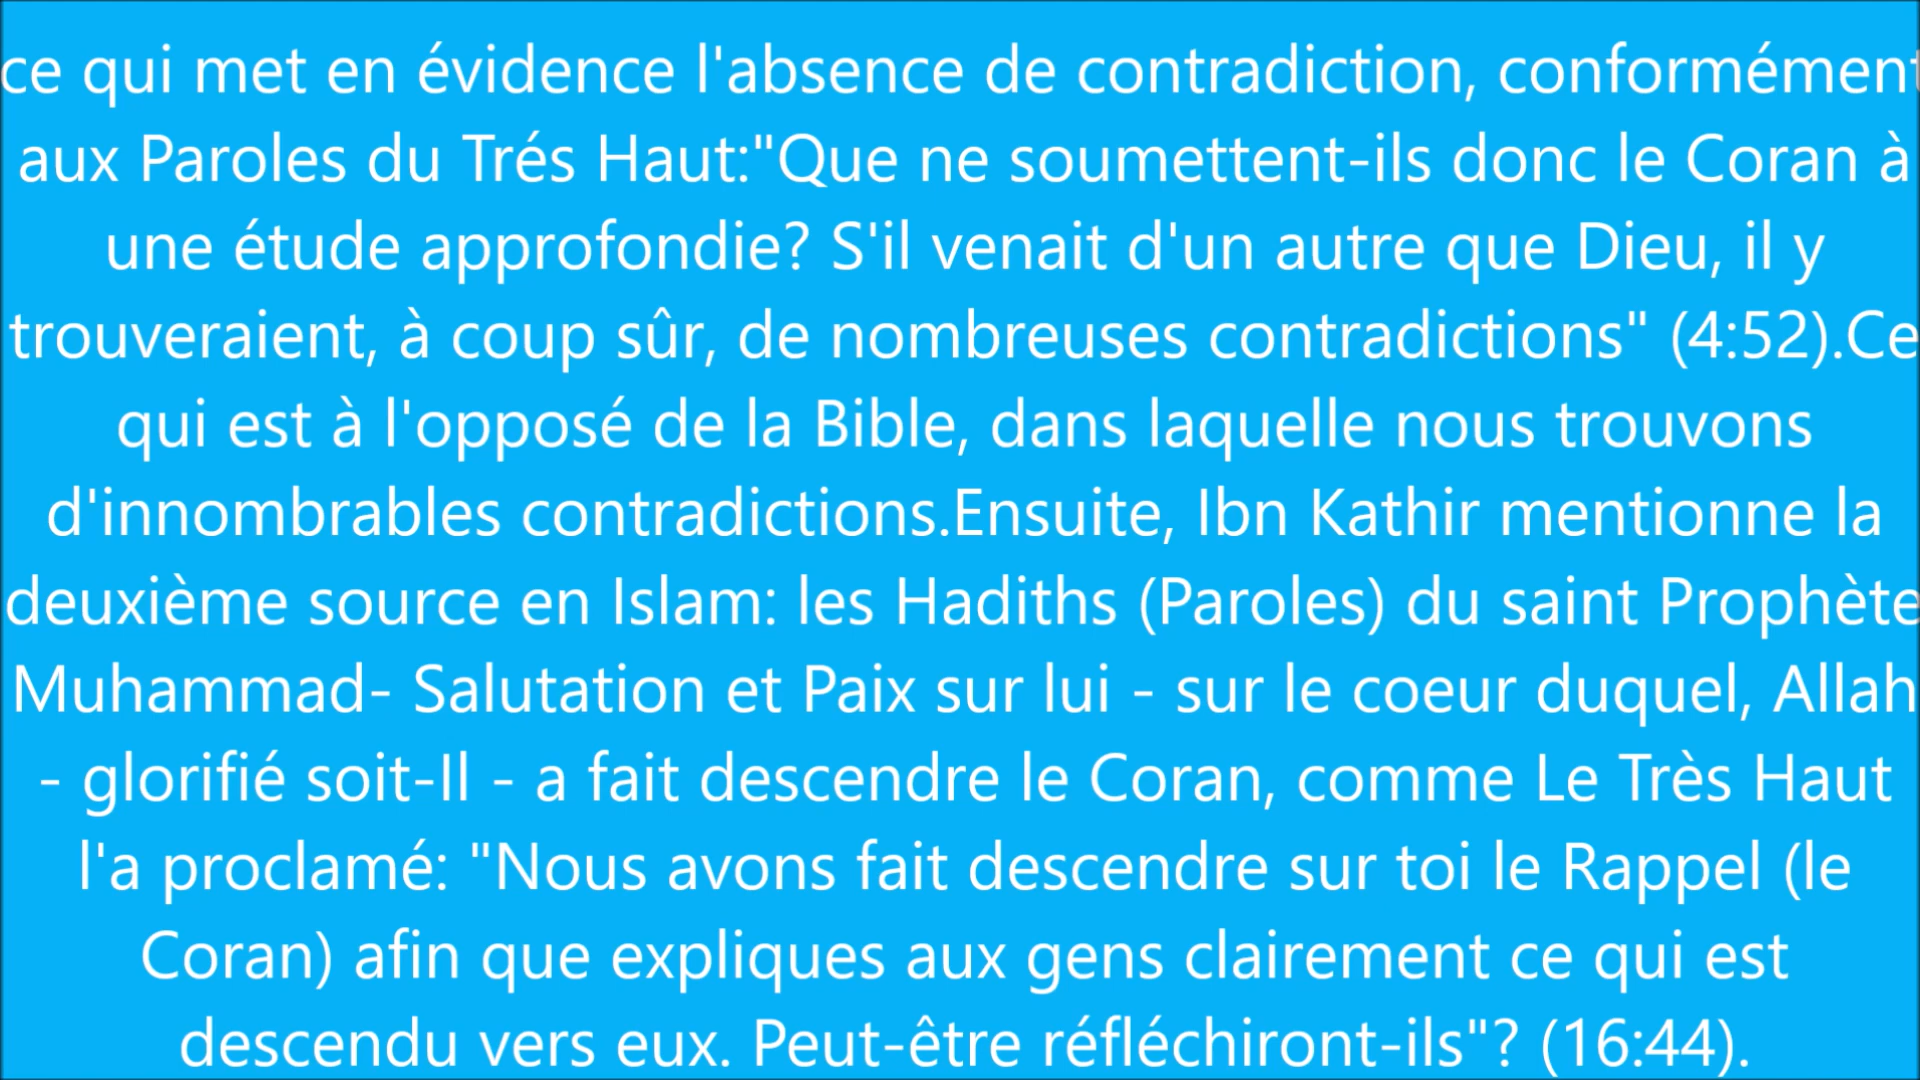 ce qui met en évidence l'absence de contradiction, conformément
aux Paroles du Trés Haut:"Que ne soumettent-ils donc le Coran à
une étude approfondie? S'il venait d'un autre que Dieu, il y
trouveraient, à coup sûr, de nombreuses contradictions" (4:52).Ce
qui est à l'opposé de la Bible, dans laquelle nous trouvons
d'innombrables contradictions.Ensuite, Ibn Kathir mentionne la
deuxième source en Islam: les Hadiths (Paroles) du saint Prophète
Muhammad- Salutation et Paix sur lui - sur le coeur duquel, Allah
- glorifié soit-Il - a fait descendre le Coran, comme Le Très Haut
l'a proclamé: "Nous avons fait descendre sur toi le Rappel (le
Coran) afin que expliques aux gens clairement ce qui est
descendu vers eux. Peut-être réfléchiront-ils"? (16:44).